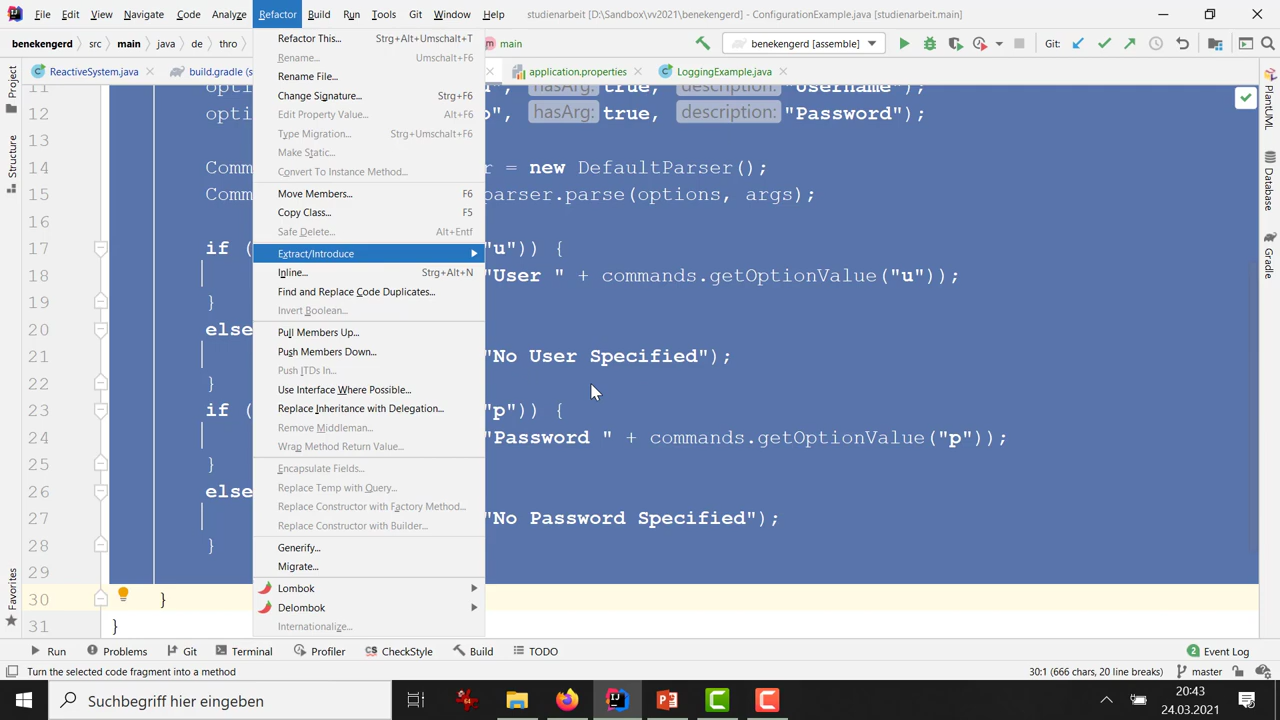 File Edit View Navigate Code Analyze Refactor Build Run Tools Git Window Help studienarbeit [D:\Sandbox\vv2021\benekengerd] - ConfigurationExample.java [studienarbeit.main]
benekengerd src main java de thro main benekengerd [assemble] Git:
ReactiveSystem.java build.gradle (s application.properties LoggingExample.java
Project
Structure
Favorites
Refactor This... Strg+Alt+Umschalt+T
Rename... Umschalt+F6
Rename File...
Change Signature... Strg+F6
Edit Property Value... Alt+F6
Type Migration... Strg+Umschalt+F6
Make Static...
Convert To Instance Method...
Move Members... F6
Copy Class... F5
Safe Delete... Alt+Entf
Extract/Introduce
Inline... Strg+Alt+N
Find and Replace Code Duplicates...
Invert Boolean...
Pull Members Up...
Push Members Down...
Push ITDs In...
Use Interface Where Possible...
Replace Inheritance with Delegation...
Remove Middleman...
Wrap Method Return Value...
Encapsulate Fields...
Replace Temp with Query...
Replace Constructor with Factory Method...
Replace Constructor with Builder...
Generify...
Migrate...
Lombok
Delombok
Internationalize...
11 opti hasArg: true, description: "Username");
12 opti p", hasArg: true, description: "Password");
13
14 Comm r = new DefaultParser();
15 Comm parser.parse(options, args);
16
17 if ( "u")) {
18 "User " + commands.getOptionValue("u"));
19 }
20 else
21 "No User Specified");
22 }
23 if ( "p")) {
24 "Password " + commands.getOptionValue("p"));
25 }
26 else
27 "No Password Specified");
28 }
29
30 }
31 }
PlantUML
Database
Gradle
Run Problems Git Terminal Profiler CS CheckStyle Build TODO 2 Event Log
Turn the selected code fragment into a method 30:1 (666 chars, 20 line breaks) master
Suchbegriff hier eingeben 20:43
24.03.2021